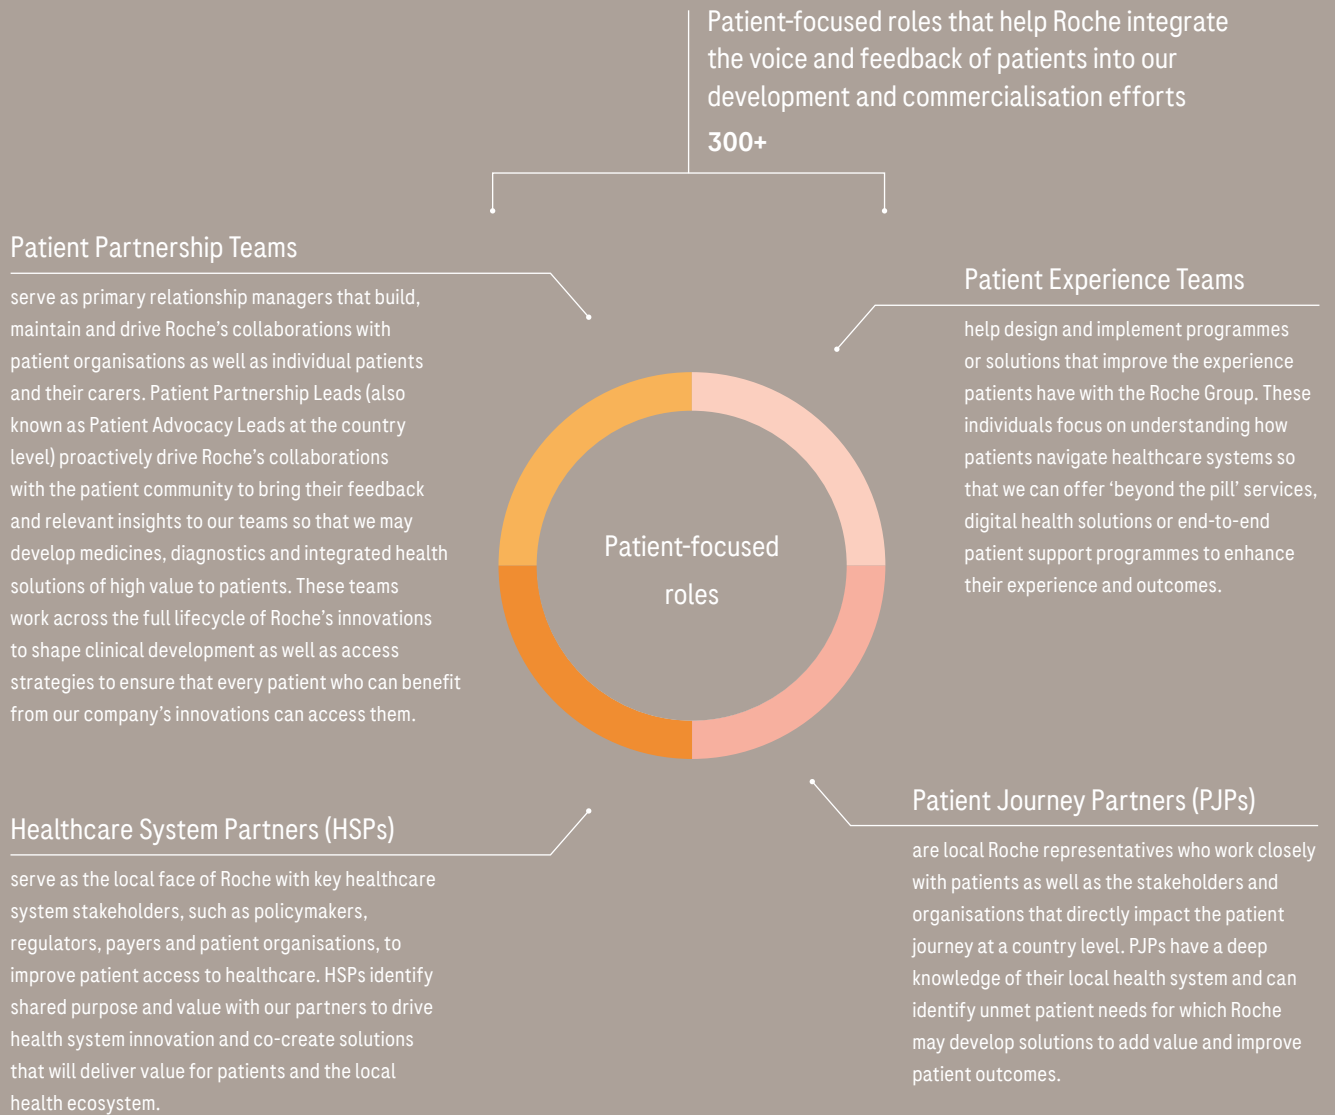 Patient-focused roles that help Roche integrate
the voice and feedback of patients into our
development and commercialisation efforts
300+
Patient Partnership Teams
serve as primary relationship managers that build,
maintain and drive Roche’s collaborations with
patient organisations as well as individual patients
and their carers. Patient Partnership Leads (also
known as Patient Advocacy Leads at the country
level) proactively drive Roche’s collaborations
with the patient community to bring their feedback
and relevant insights to our teams so that we may
develop medicines, diagnostics and integrated health
solutions of high value to patients. These teams
work across the full lifecycle of Roche’s innovations
to shape clinical development as well as access
strategies to ensure that every patient who can benefit
from our company’s innovations can access them.
Patient Experience Teams
help design and implement programmes
or solutions that improve the experience
patients have with the Roche Group. These
individuals focus on understanding how
patients navigate healthcare systems so
that we can offer ‘beyond the pill’ services,
digital health solutions or end-to-end
patient support programmes to enhance
their experience and outcomes.
Patient-focused
roles
Healthcare System Partners (HSPs)
serve as the local face of Roche with key healthcare
system stakeholders, such as policymakers,
regulators, payers and patient organisations, to
improve patient access to healthcare. HSPs identify
shared purpose and value with our partners to drive
health system innovation and co-create solutions
that will deliver value for patients and the local
health ecosystem.
Patient Journey Partners (PJPs)
are local Roche representatives who work closely
with patients as well as the stakeholders and
organisations that directly impact the patient
journey at a country level. PJPs have a deep
knowledge of their local health system and can
identify unmet patient needs for which Roche
may develop solutions to add value and improve
patient outcomes.